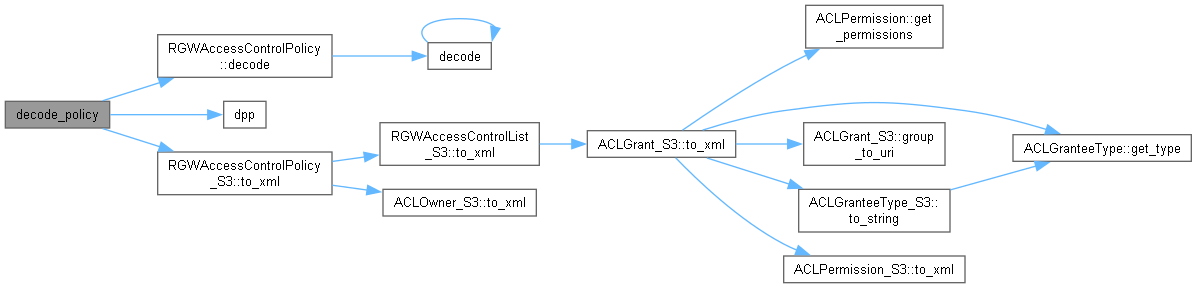 decode_policy
RGWAccessControlPolicy
::decode
decode
dpp
RGWAccessControlPolicy
_S3::to_xml
RGWAccessControlList
_S3::to_xml
ACLOwner_S3::to_xml
ACLGrant_S3::to_xml
ACLPermission::get
_permissions
ACLGrant_S3::group
_to_uri
ACLGranteeType_S3::
to_string
ACLPermission_S3::to_xml
ACLGranteeType::get_type